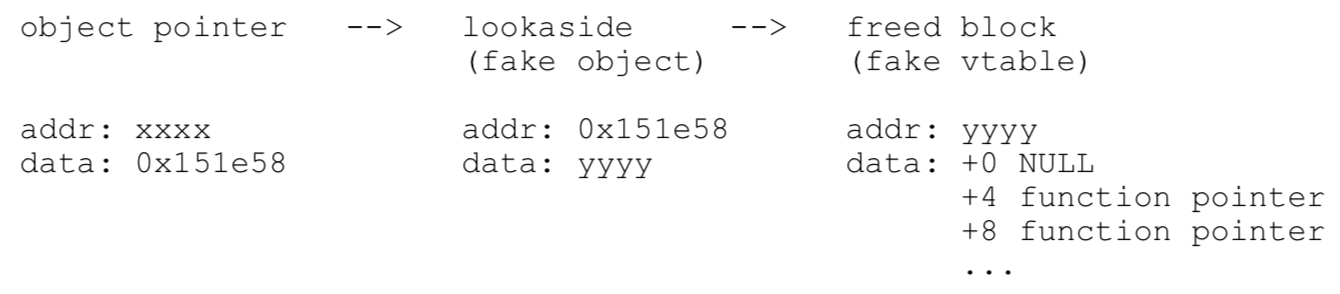 object pointer --> lookaside --> freed block
(fake object) (fake vtable)
addr: xxxx addr: 0x151e58 addr: yyyy
data: 0x151e58 data: yyyy data: +0 NULL
+4 function pointer
+8 function pointer
...